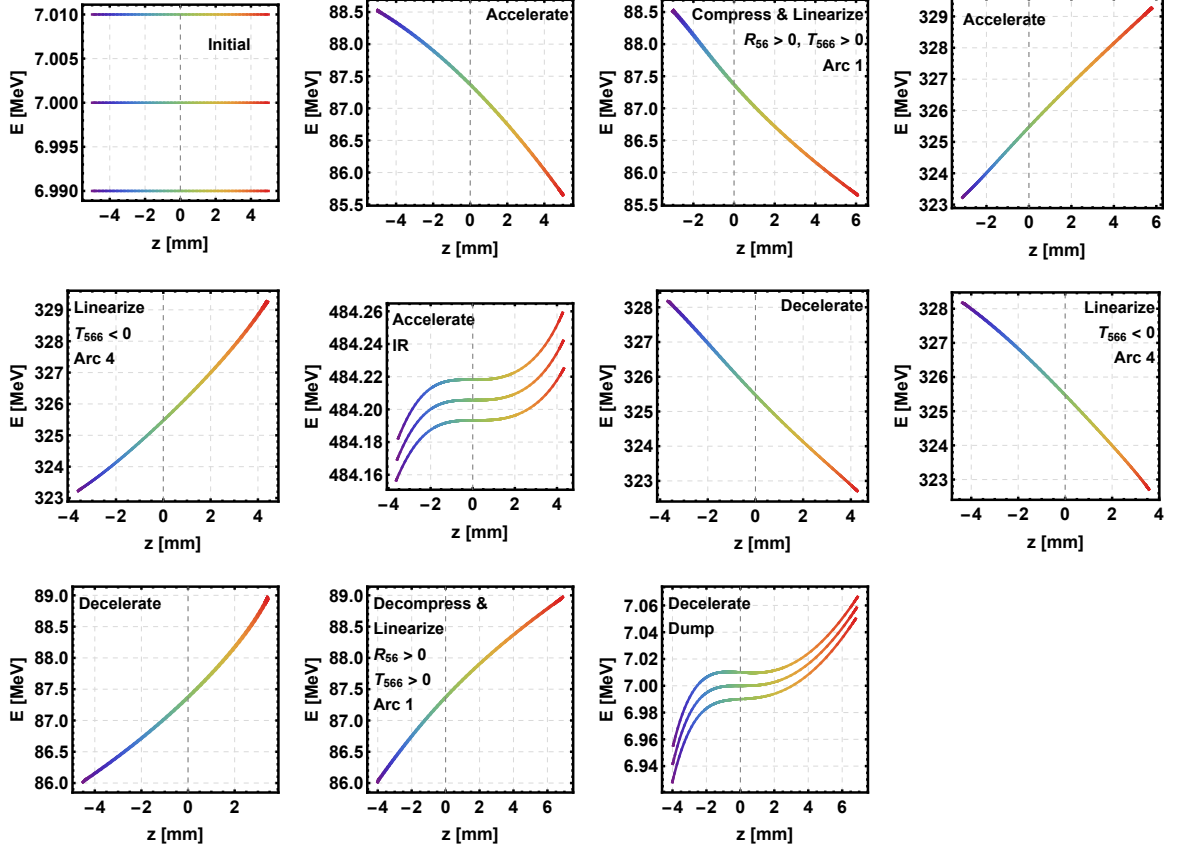 E [MeV]
7.010
7.005
7.000
6.995
6.990
Initial
−4 −2 0 2 4
z [mm]
E [MeV]
88.5
88.0
87.5
87.0
86.5
86.0
85.5
Accelerate
−4 −2 0 2 4
z [mm]
E [MeV]
88.5
88.0
87.5
87.0
86.5
86.0
85.5
Compress & Linearize
R56 > 0, T566 > 0
Arc 1
−2 0 2 4 6
z [mm]
E [MeV]
329
328
327
326
325
324
323
Accelerate
−2 0 2 4 6
z [mm]
E [MeV]
329
328
327
326
325
324
323
Linearize
T566 < 0
Arc 4
−4 −2 0 2 4
z [mm]
E [MeV]
484.26
484.24
484.22
484.20
484.18
484.16
Accelerate
IR
−2 0 2 4
z [mm]
E [MeV]
328
327
326
325
324
323
Decelerate
−4 −2 0 2 4
z [mm]
E [MeV]
328
327
326
325
324
323
Linearize
T566 < 0
Arc 4
−4 −2 0 2 4
z [mm]
E [MeV]
89.0
88.5
88.0
87.5
87.0
86.5
86.0
Decelerate
−4 −2 0 2
z [mm]
E [MeV]
89.0
88.5
88.0
87.5
87.0
86.5
86.0
Decompress &
Linearize
R56 > 0
T566 > 0
Arc 1
−4 −2 0 2 4 6
z [mm]
E [MeV]
7.06
7.04
7.02
7.00
6.98
6.96
6.94
Decelerate
Dump
−4 −2 0 2 4 6
z [mm]